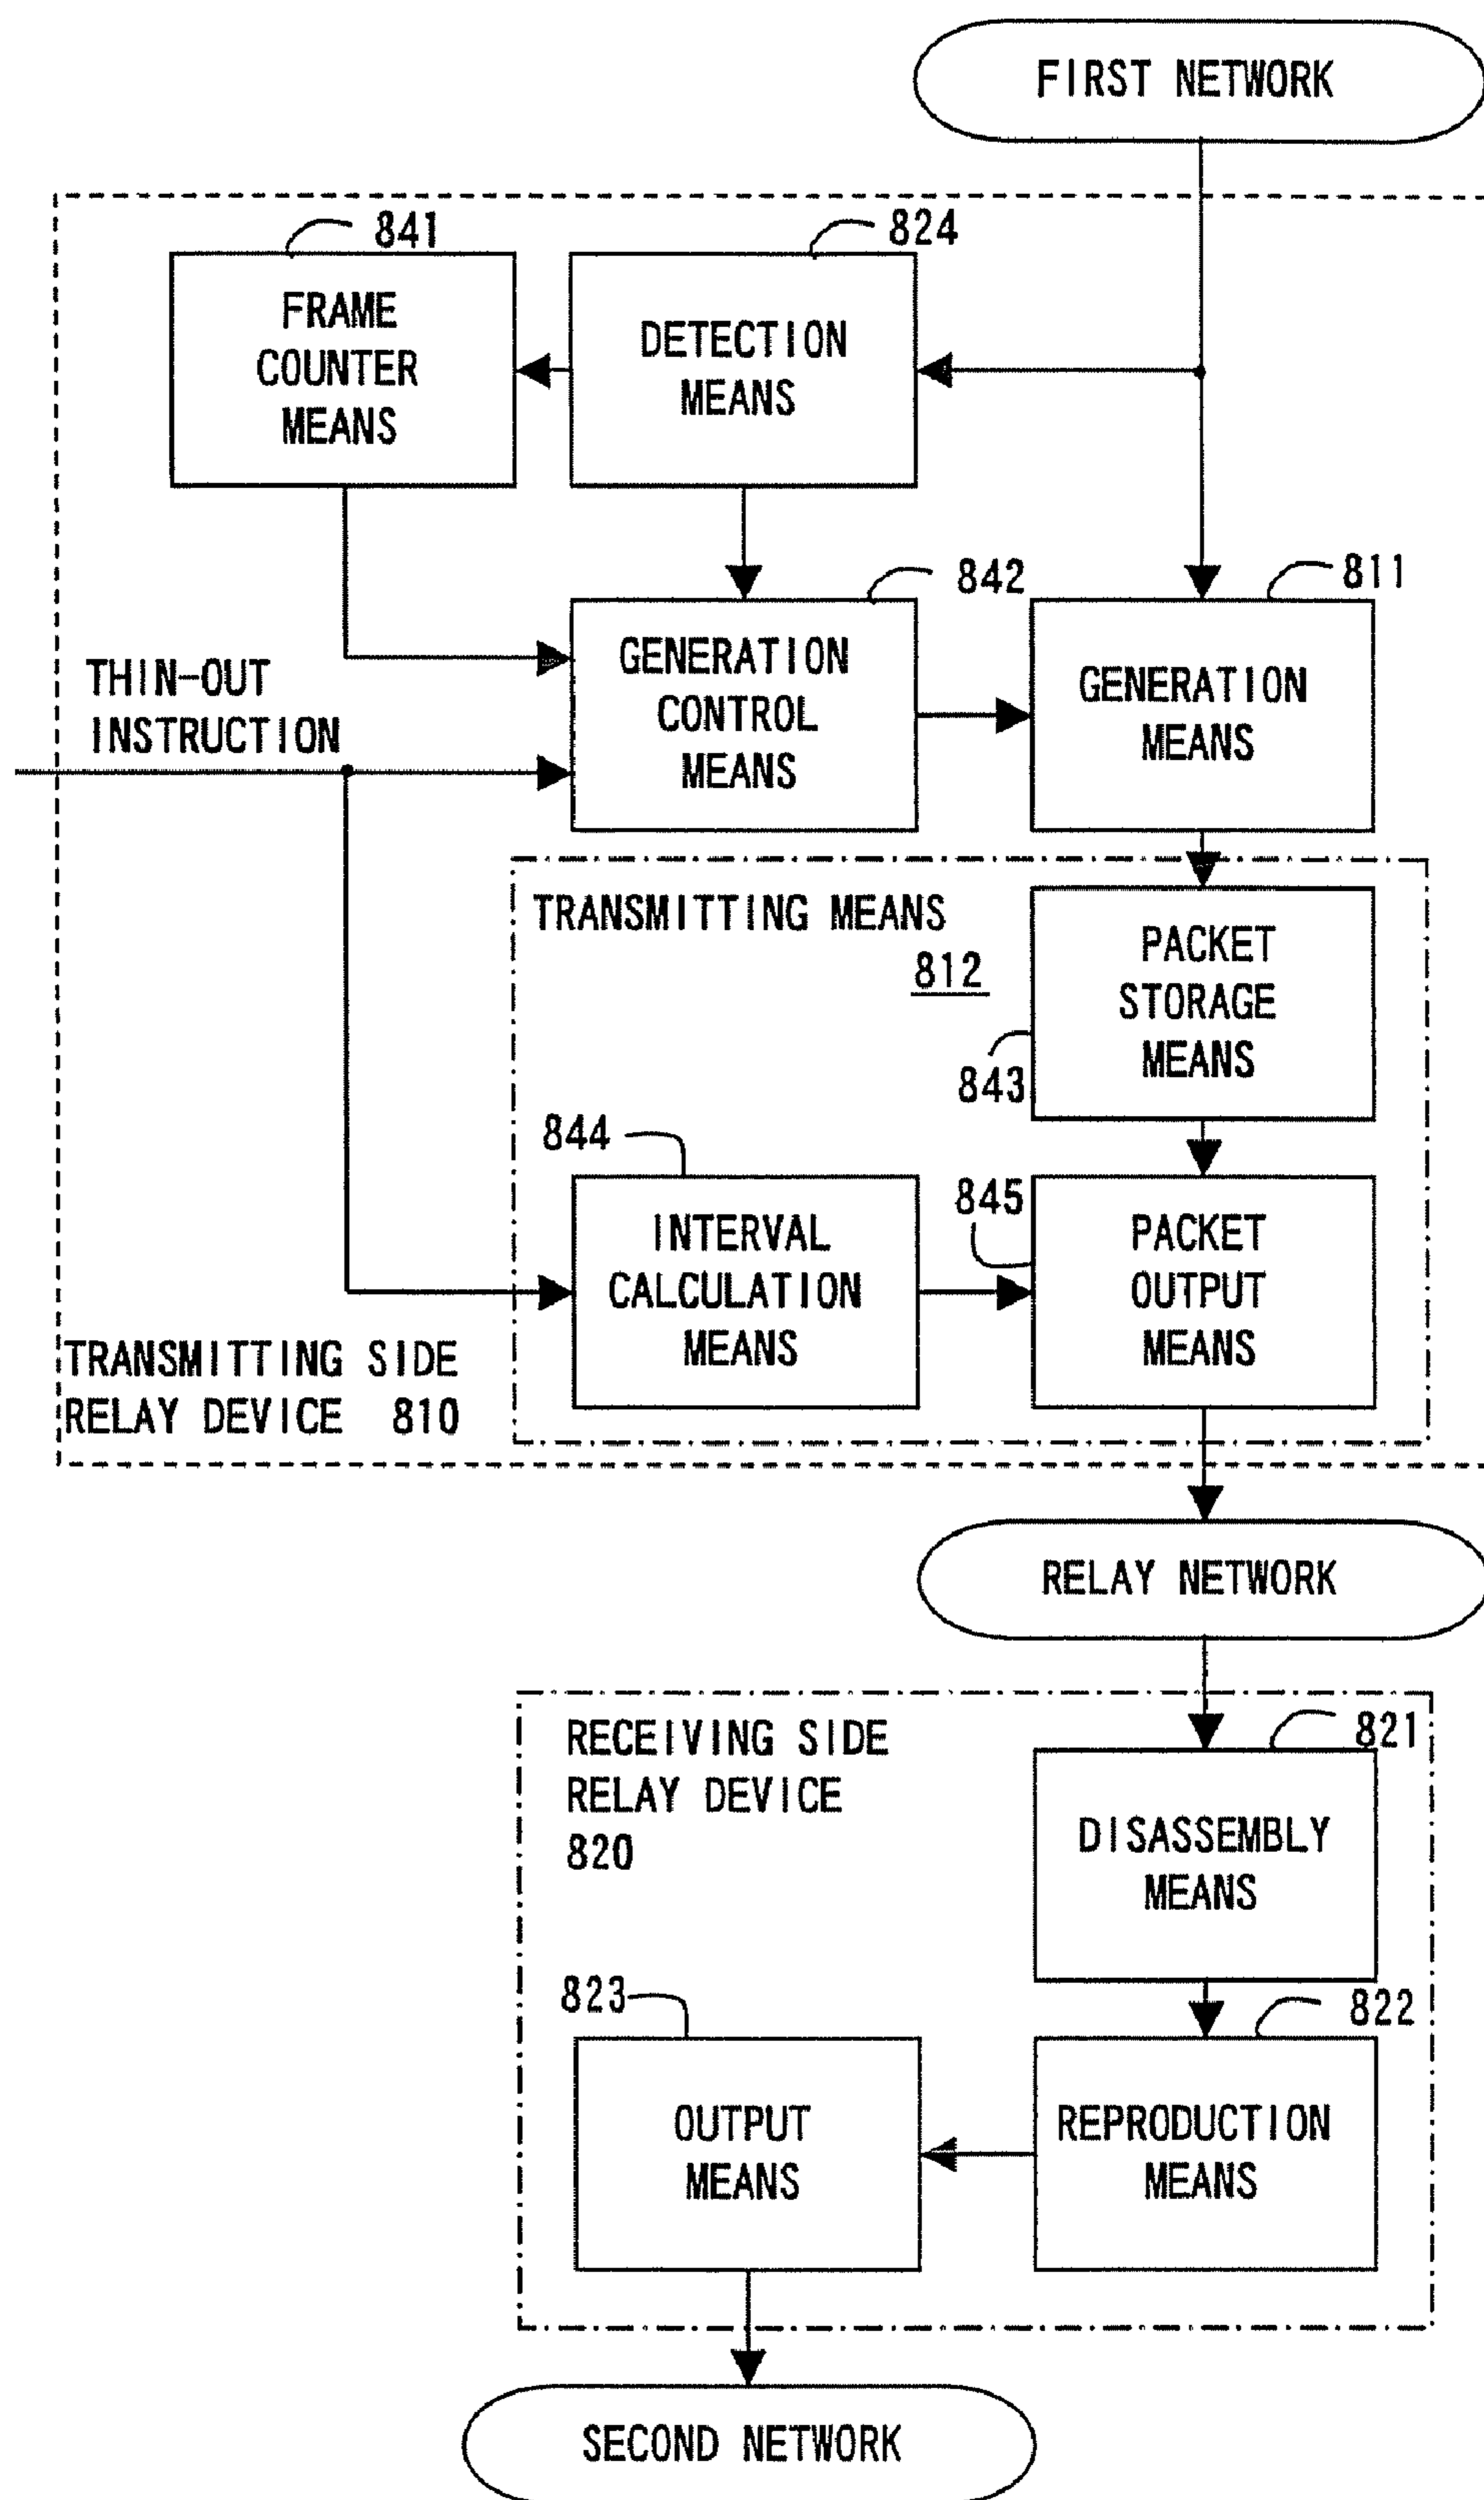 FIRST NETWORK
841
824
FRAME
COUNTER
MEANS
DETECTION
MEANS
842
811
THIN-OUT
INSTRUCTION
GENERATION
CONTROL
MEANS
GENERATION
MEANS
TRANSMITTING MEANS
812
PACKET
STORAGE
MEANS
843
844
845
INTERVAL
CALCULATION
MEANS
PACKET
OUTPUT
MEANS
TRANSMITTING SIDE
RELAY DEVICE 810
RELAY NETWORK
RECEIVING SIDE
RELAY DEVICE
820
821
DISASSEMBLY
MEANS
823
822
OUTPUT
MEANS
REPRODUCTION
MEANS
SECOND NETWORK